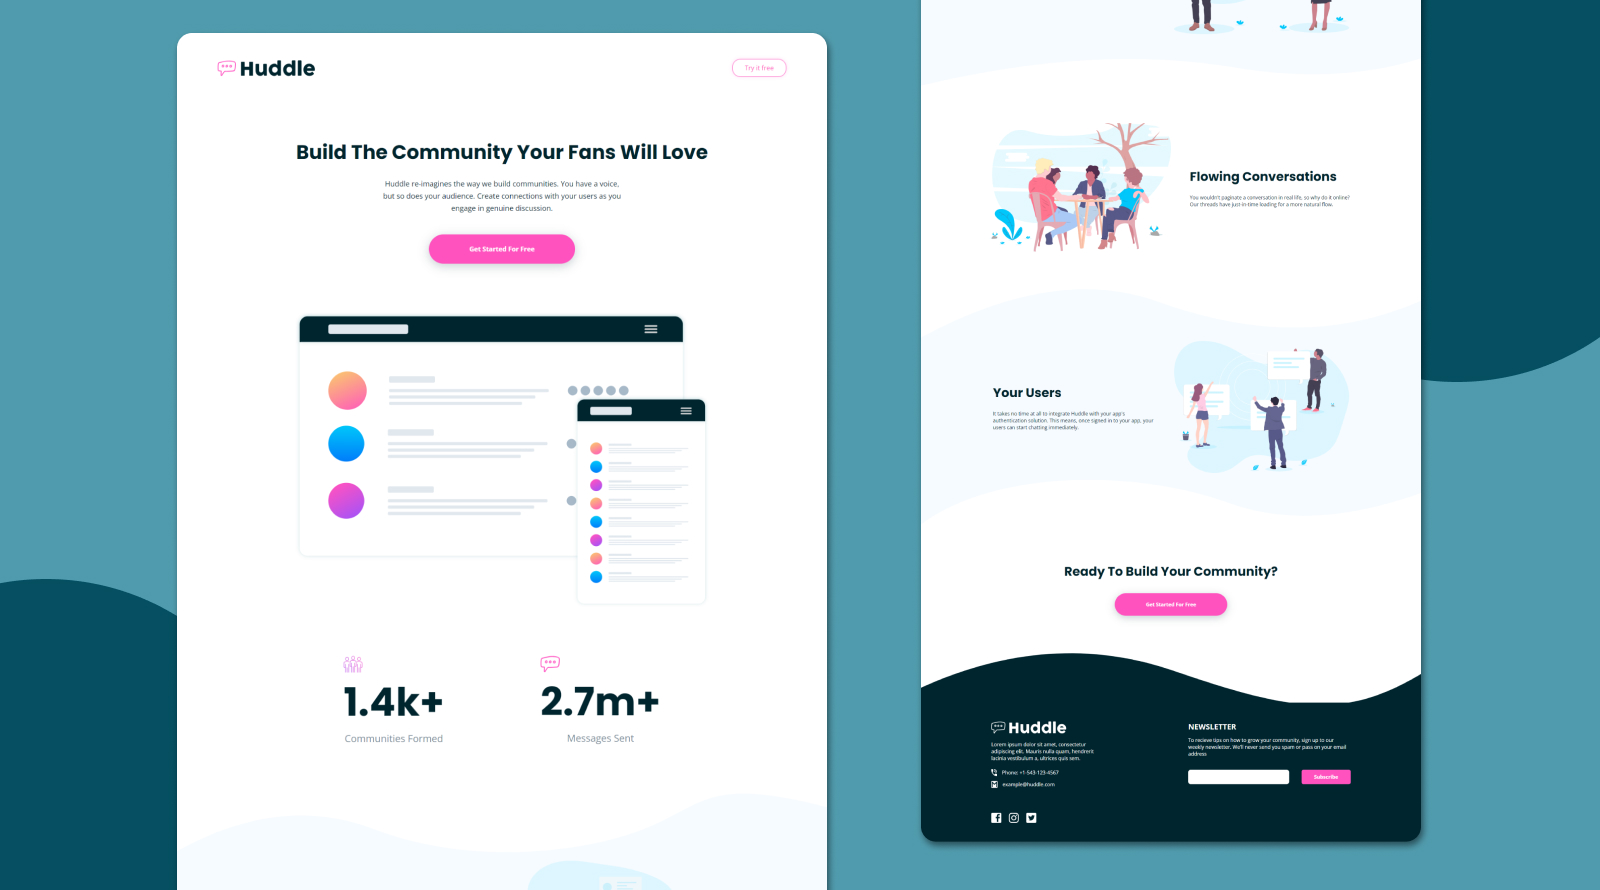 Huddle
Try it free
Build The Community Your Fans Will Love
Huddle re-imagines the way we build communities. You have a voice,
but so does your audience. Create connections with your users as you
engage in genuine discussion.
Get Started For Free
1.4k+
Communities Formed
2.7m+
Messages Sent
Flowing Conversations
You wouldn't paginate a conversation in real life, so why do it online?
Our threads have just-in-time loading for a more natural flow.
Your Users
It takes no time at all to integrate Huddle with your app's
authentication solution. This means, once signed in to your app, your
users can start chatting immediately.
Ready To Build Your Community?
Get Started For Free
Huddle
Lorem ipsum dolor sit amet, consectetur
adipiscing elit. Mauris nulla quam, hendrerit
lacinia vestibulum a, ultrices quis sem.
Phone: +1-543-123-4567
example@huddle.com
NEWSLETTER
To recieve tips on how to grow your community, sign up to our
weekly newsletter. We'll never send you spam or pass on your email
address
Subscribe